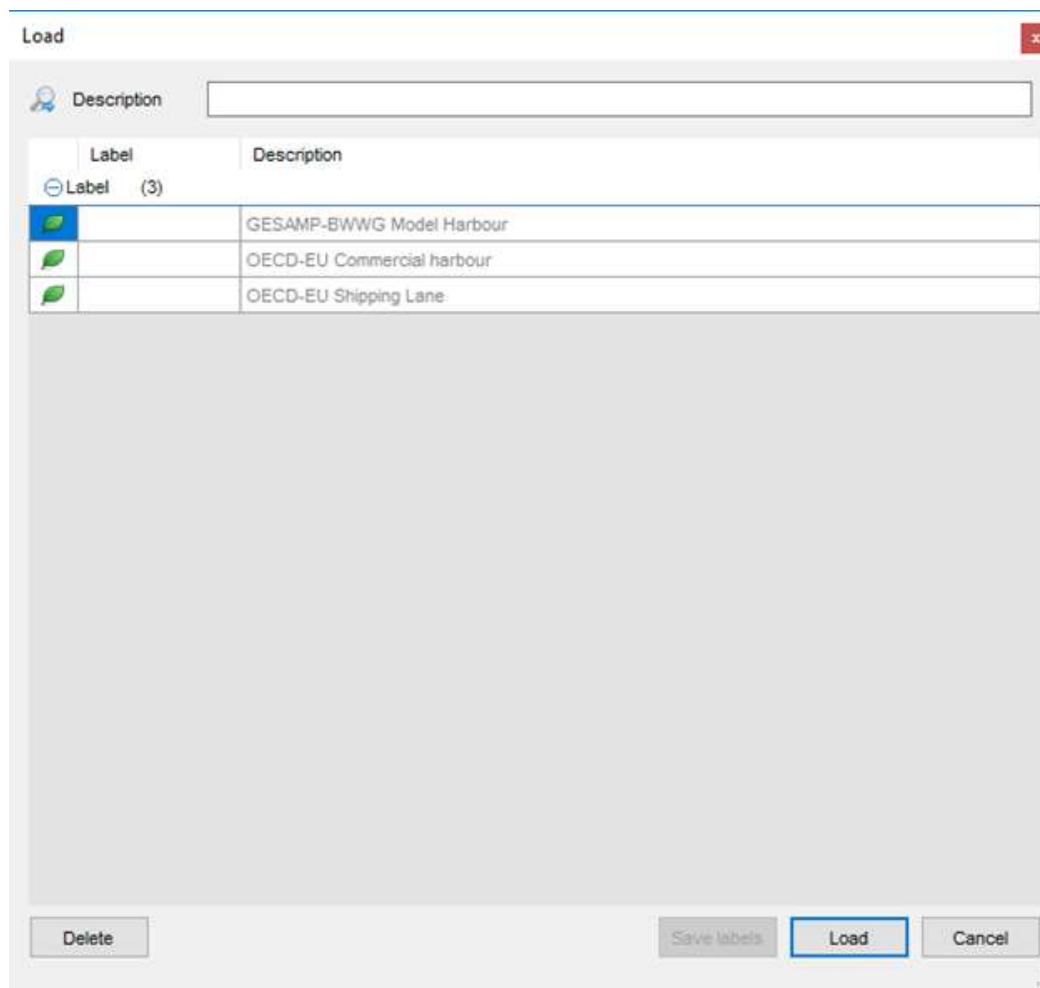 Load
x
Description
Label Description
Label (3)
GESAMP-BWWG Model Harbour
OECD-EU Commercial harbour
OECD-EU Shipping Lane
Delete Save labels Load Cancel